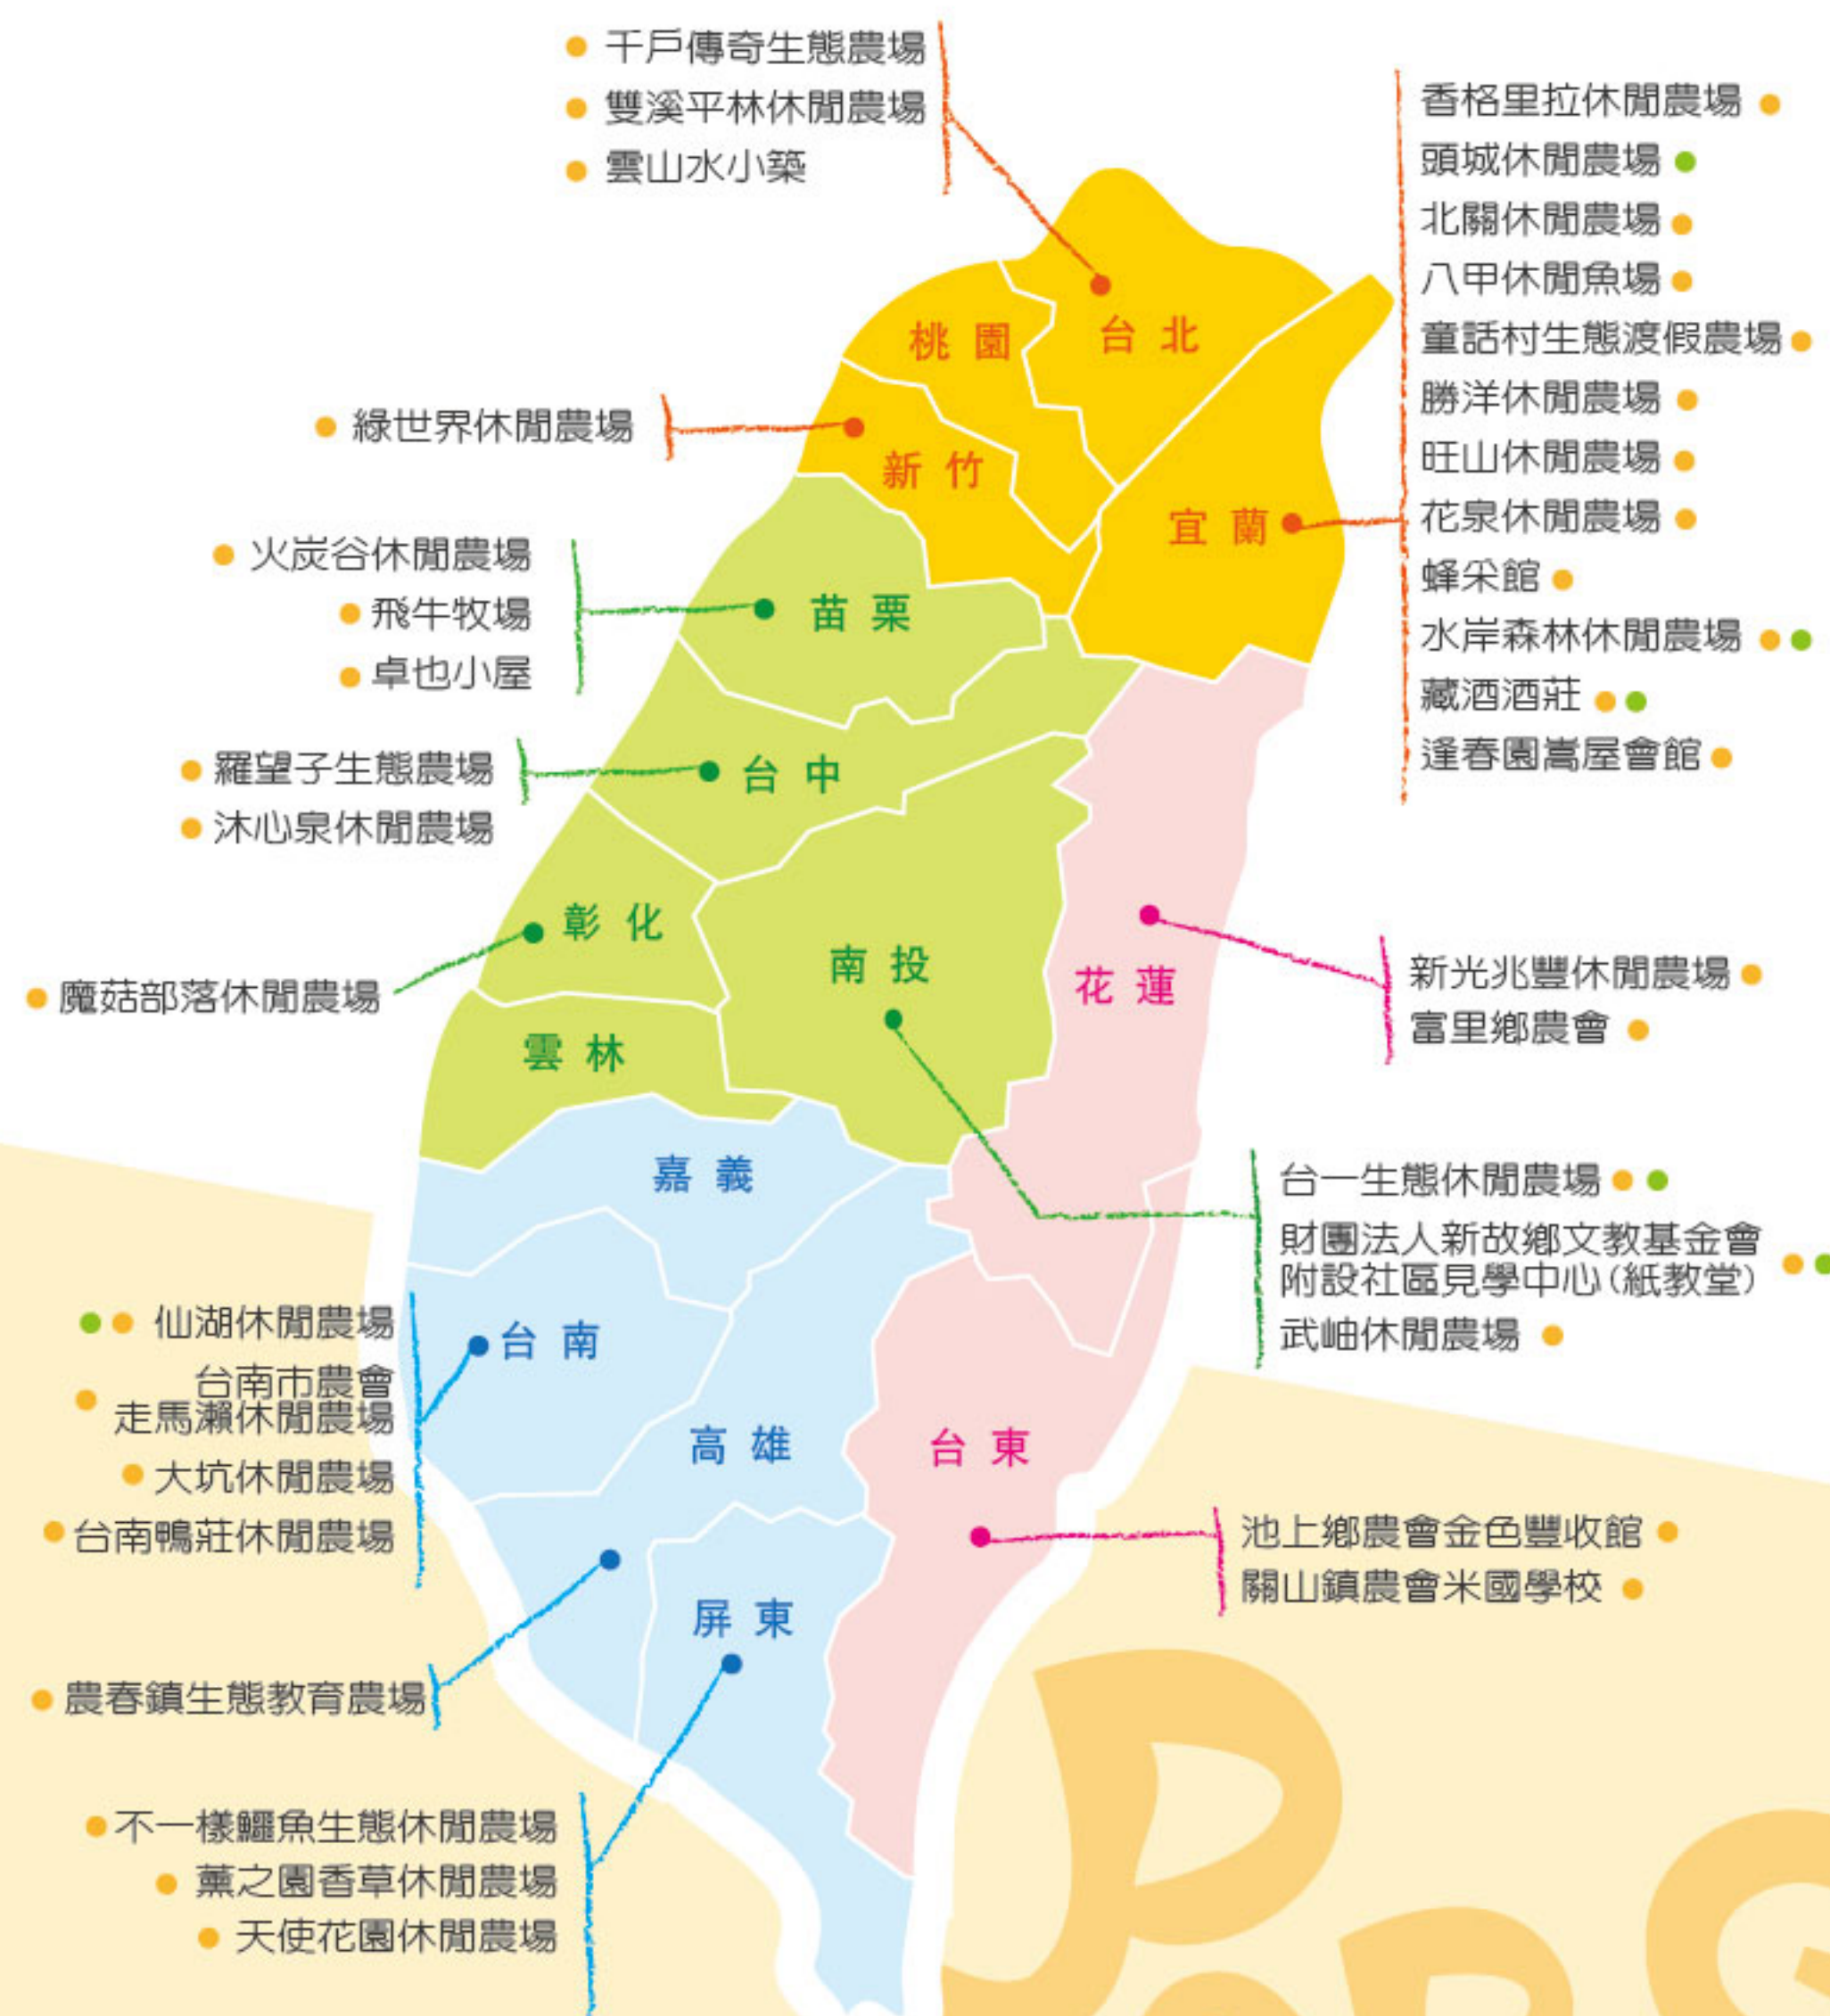 千戶傳奇生態農場
雙溪平林休閒農場
雲山水小築
香格里拉休閒農場
頭城休閒農場
北關休閒農場
八甲休閒魚場
童話村生態渡假農場
勝洋休閒農場
旺山休閒農場
花泉休閒農場
蜂采館
水岸森林休閒農場
藏酒酒莊
逢春園嵩屋會館
桃園
台北
綠世界休閒農場
新竹
宜蘭
火炭谷休閒農場
飛牛牧場
卓也小屋
苗栗
羅望子生態農場
沐心泉休閒農場
台中
彰化
魔菇部落休閒農場
南投
花蓮
新光兆豐休閒農場
富里鄉農會
雲林
嘉義
台一生態休閒農場
財團法人新故鄉文教基金會
附設社區見學中心(紙教堂)
武岫休閒農場
仙湖休閒農場
台南市農會
走馬瀨休閒農場
大坑休閒農場
台南鴨莊休閒農場
台南
高雄
台東
池上鄉農會金色豐收館
關山鎮農會米國學校
屏東
農春鎮生態教育農場
不一樣鱷魚生態休閒農場
薰之園香草休閒農場
天使花園休閒農場